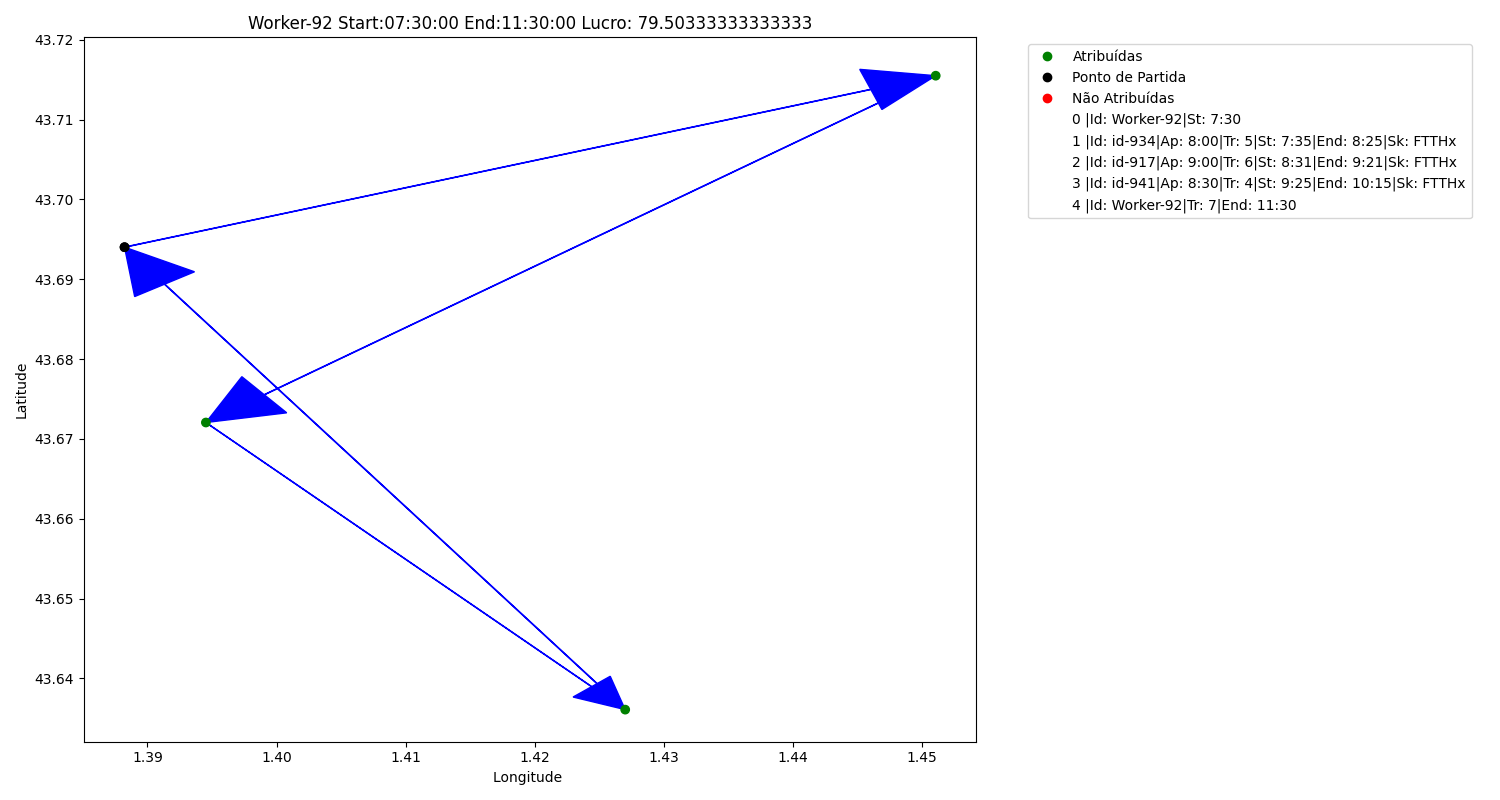 Worker-92 Start:07:30:00 End:11:30:00 Lucro: 79.50333333333333
43.72
43.71
43.70
43.69
43.68
43.67
43.66
43.65
43.64
Latitude
1.39
1.40
1.41
1.42
1.43
1.44
1.45
Longitude
Atribuídas
Ponto de Partida
Não Atribuídas
0 |Id: Worker-92|St: 7:30
1 |Id: id-934|Ap: 8:00|Tr: 5|St: 7:35|End: 8:25|Sk: FTTHx
2 |Id: id-917|Ap: 9:00|Tr: 6|St: 8:31|End: 9:21|Sk: FTTHx
3 |Id: id-941|Ap: 8:30|Tr: 4|St: 9:25|End: 10:15|Sk: FTTHx
4 |Id: Worker-92|Tr: 7|End: 11:30